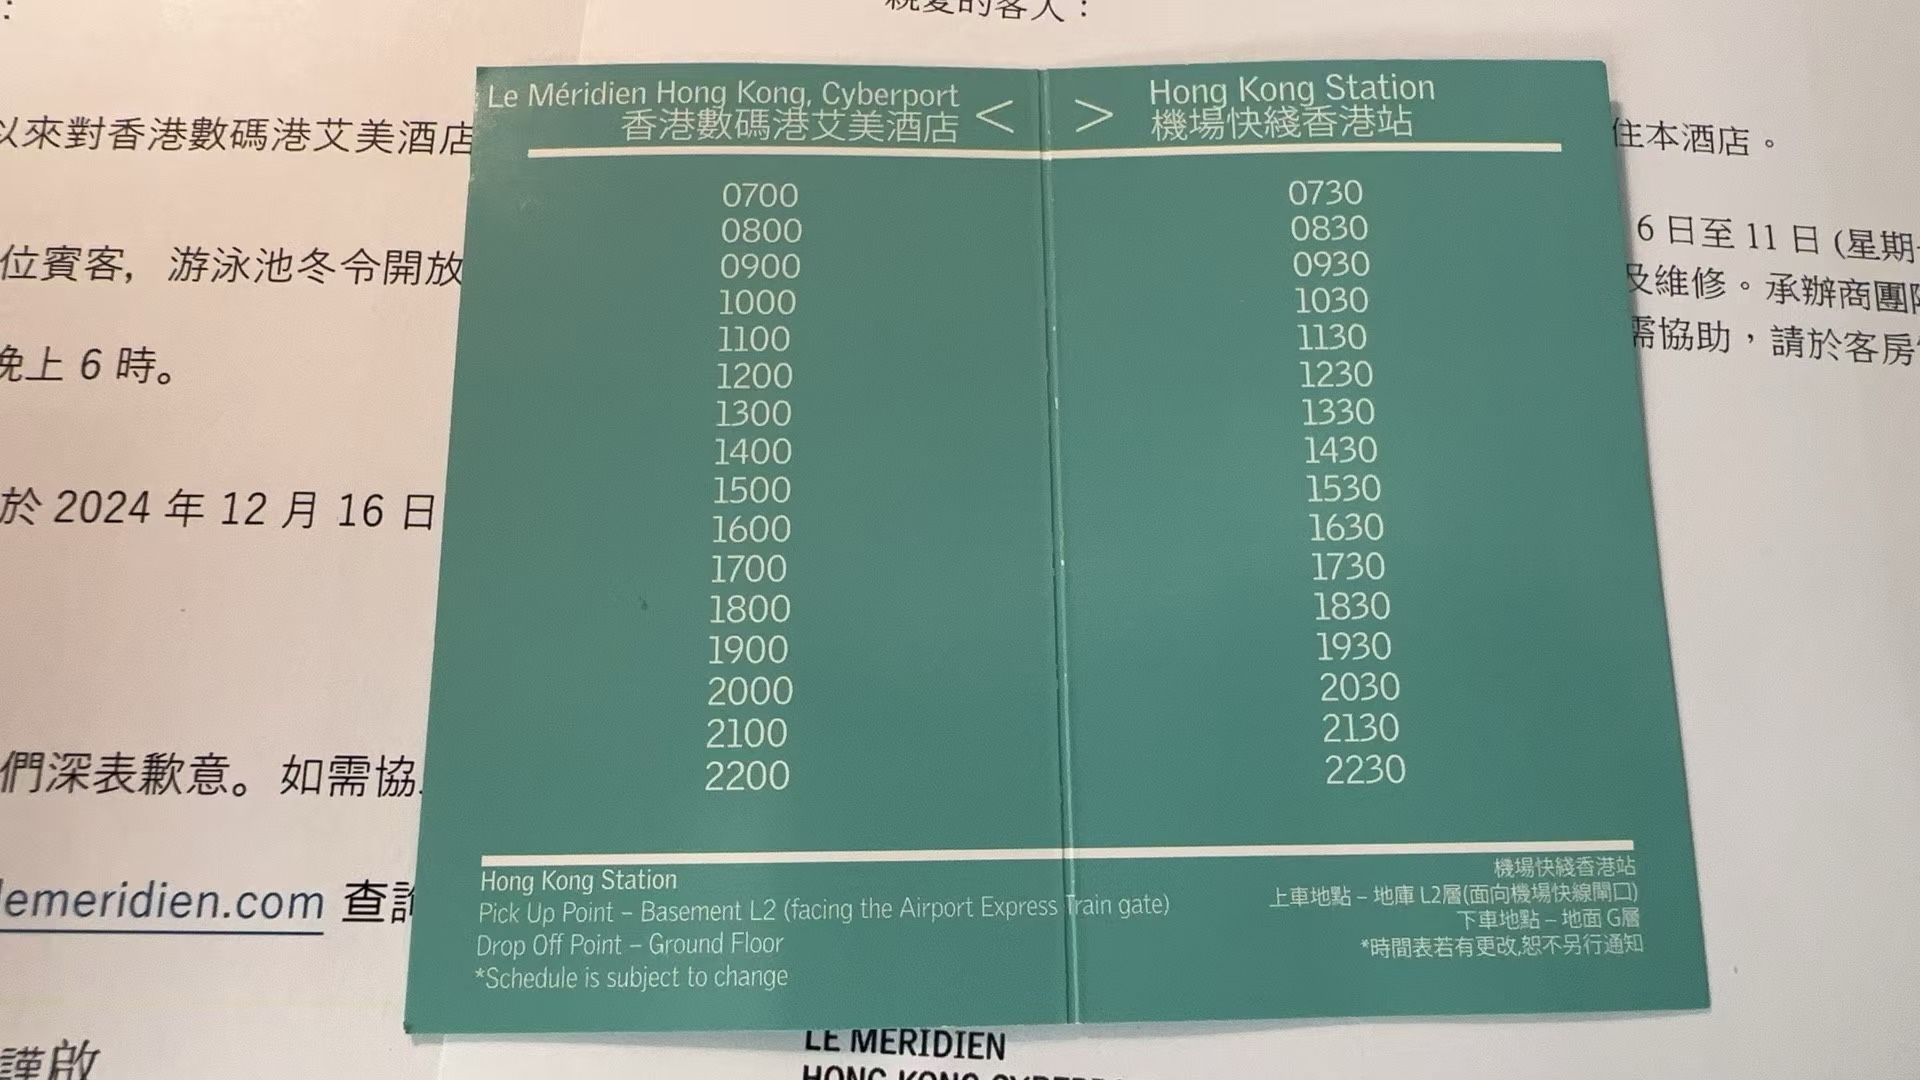 親愛的客人：
以來對香港數碼港艾美酒店
位賓客，游泳池冬令開放
晚上 6 時。
於 2024 年 12 月 16 日
們深表歉意。如需協
lemeridien.com 查詢
謹啟
Le Méridien Hong Kong, Cyberport
香港數碼港艾美酒店
<
0700
0800
0900
1000
1100
1200
1300
1400
1500
1600
1700
1800
1900
2000
2100
2200
>
Hong Kong Station
機場快綫香港站
0730
0830
0930
1030
1130
1230
1330
1430
1530
1630
1730
1830
1930
2030
2130
2230
Hong Kong Station
Pick Up Point – Basement L2 (facing the Airport Express Train gate)
Drop Off Point – Ground Floor
*Schedule is subject to change
機場快綫香港站
上車地點 – 地庫 L2層(面向機場快線閘口)
下車地點 – 地面 G層
*時間表若有更改,恕不另行通知
住本酒店。
6 日至 11 日 (星期
及維修。承辦商團隊
需協助，請於客房
LE MERIDIEN
HONG KONG CYBERPORT